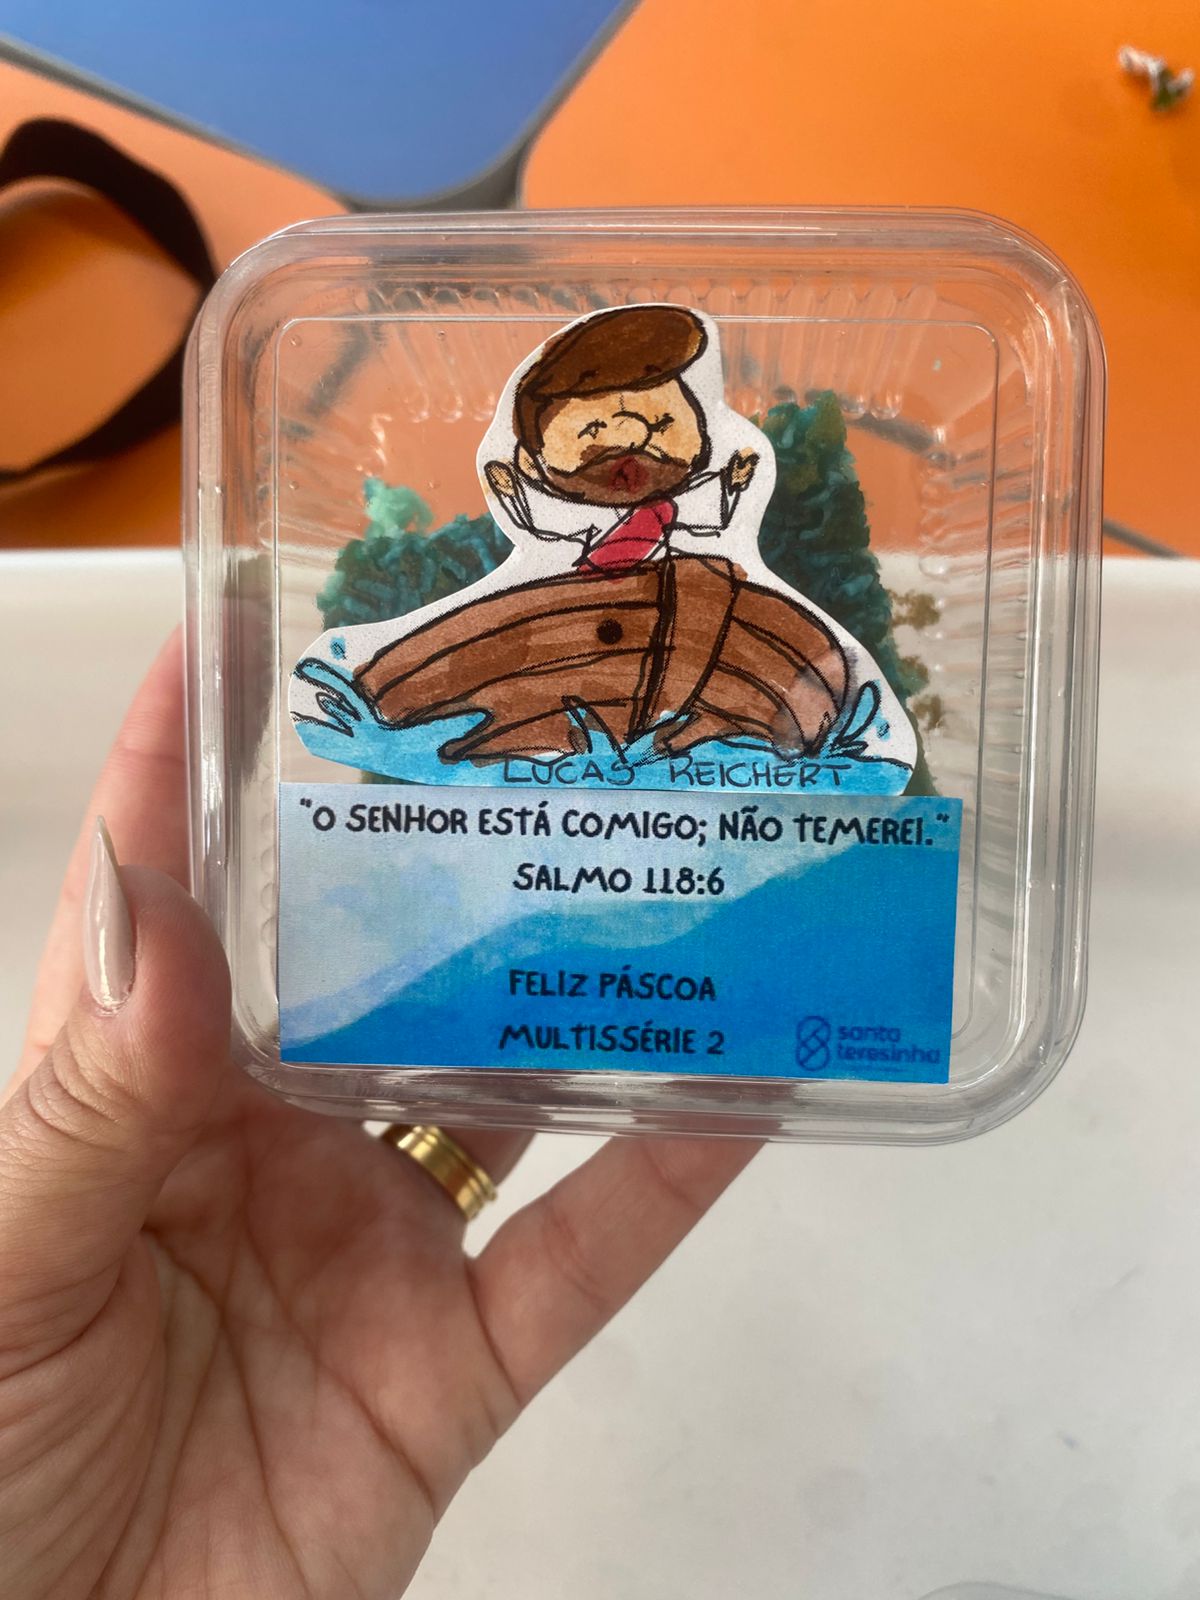 LUCAS REICHERT
"O SENHOR ESTÁ COMIGO; NÃO TEMEREI."
SALMO 118:6
FELIZ PÁSCOA
MULTISSÉRIE 2
santa
teresinha